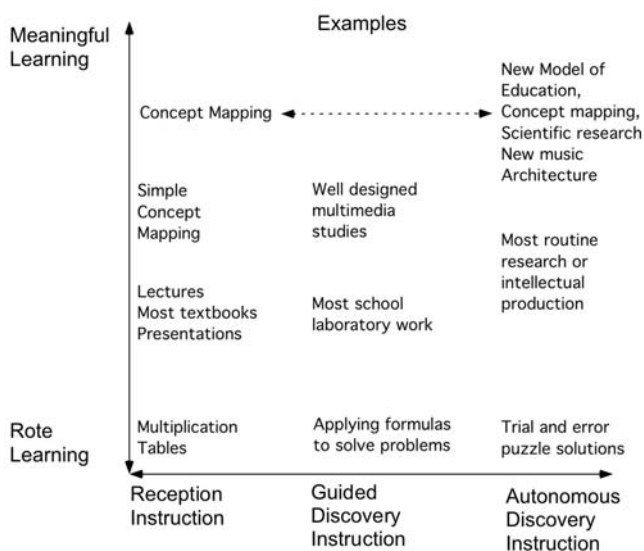 Meaningful
Learning
Examples
Concept Mapping
New Model of
Education,
Concept mapping,
Scientific research
New music
Architecture
Simple
Concept
Mapping
Well designed
multimedia
studies
Most routine
research or
intellectual
production
Lectures
Most textbooks
Presentations
Most school
laboratory work
Rote
Learning
Multiplication
Tables
Applying formulas
to solve problems
Trial and error
puzzle solutions
Reception
Instruction
Guided
Discovery
Instruction
Autonomous
Discovery
Instruction